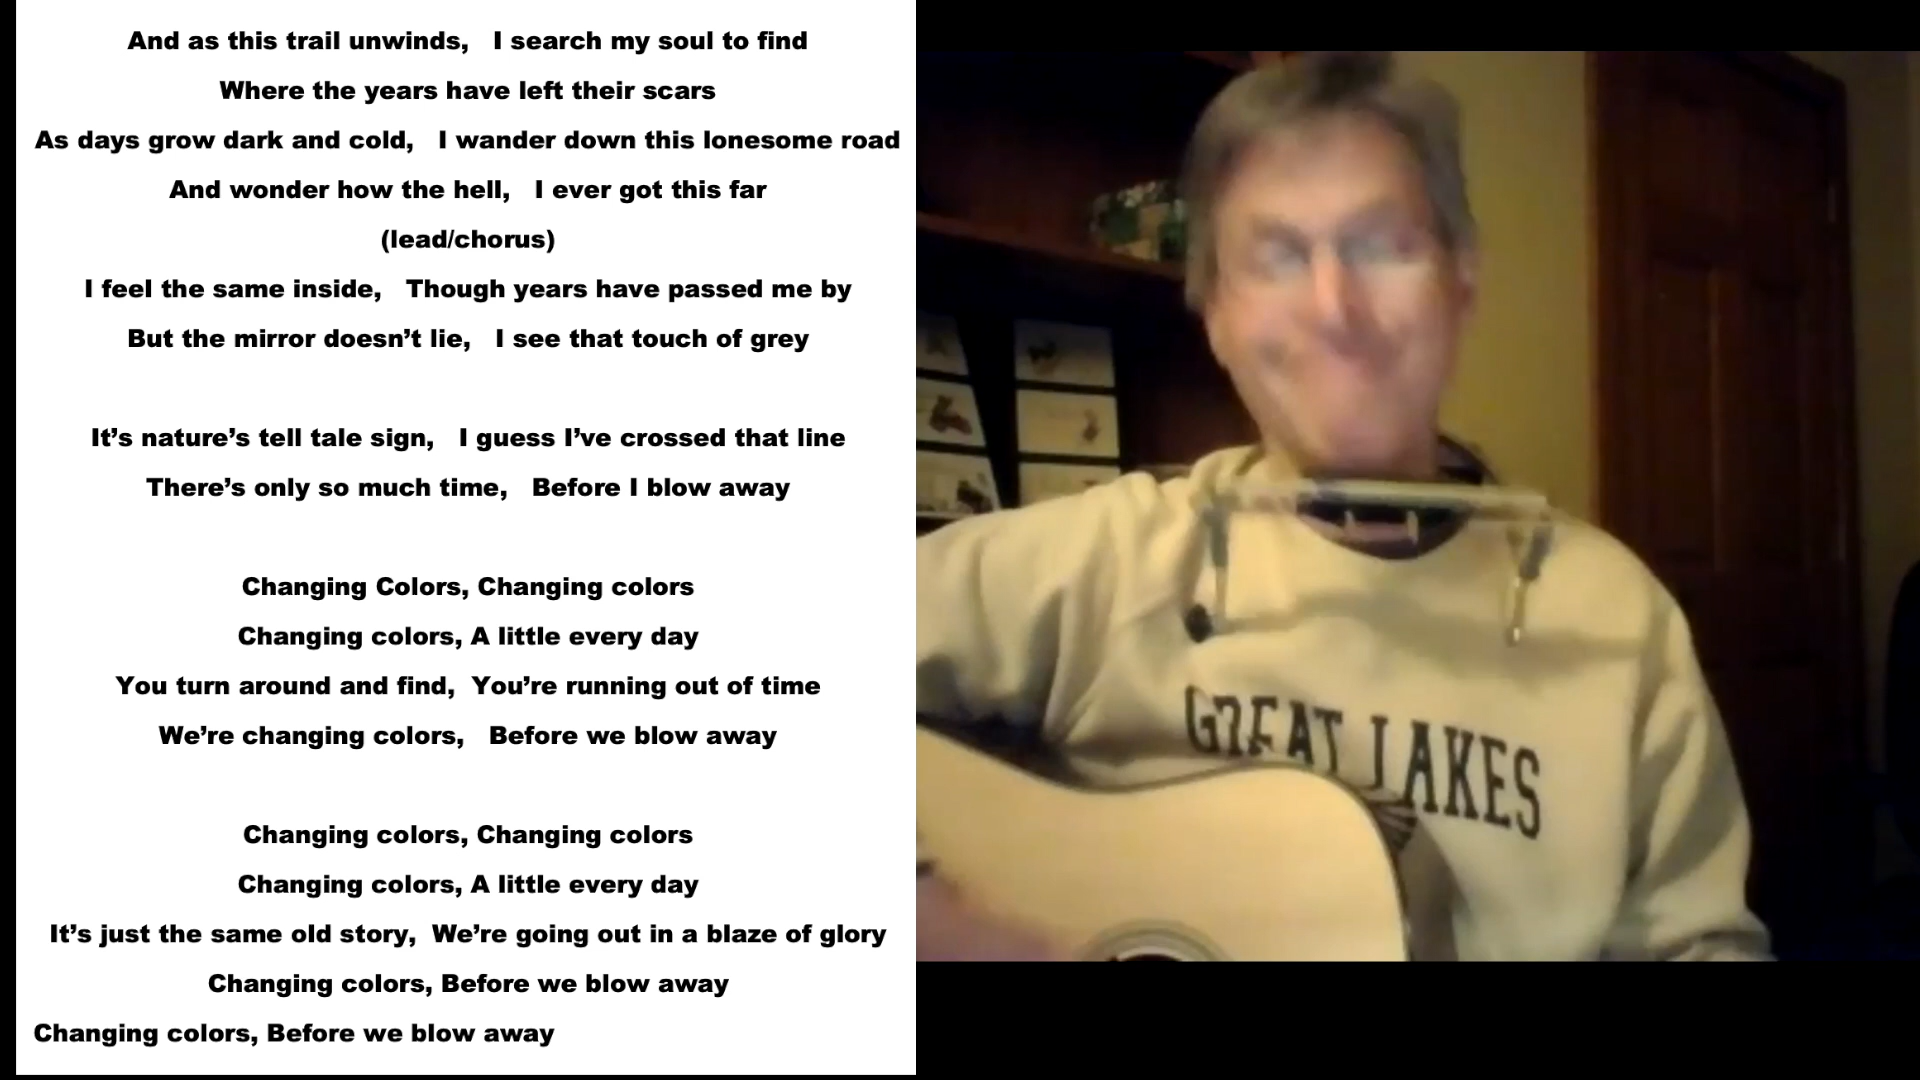 And as this trail unwinds, I search my soul to find
Where the years have left their scars
As days grow dark and cold, I wander down this lonesome road
And wonder how the hell, I ever got this far
(lead/chorus)
I feel the same inside, Though years have passed me by
But the mirror doesn’t lie, I see that touch of grey
It’s nature’s tell tale sign, I guess I’ve crossed that line
There’s only so much time, Before I blow away
Changing Colors, Changing colors
Changing colors, A little every day
You turn around and find, You’re running out of time
We’re changing colors, Before we blow away
Changing colors, Changing colors
Changing colors, A little every day
It’s just the same old story, We’re going out in a blaze of glory
Changing colors, Before we blow away
Changing colors, Before we blow away
GREAT LAKES